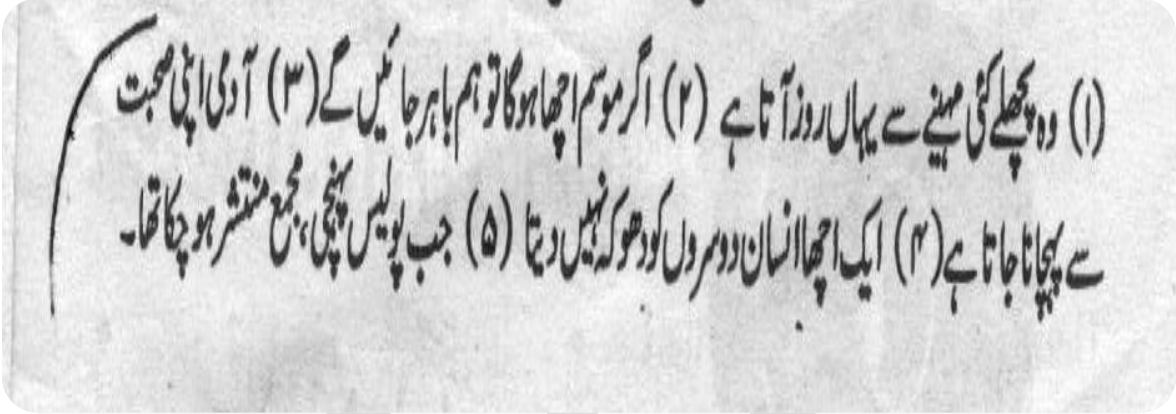 (۱) وہ پچھلے کئی مہینے سے یہاں روز آتا ہے (۲) اگر موسم اچھا ہوگا تو ہم باہر جائیں گے (۳) آدمی اپنی صحبت
سے پہچانا جاتا ہے (۴) ایک اچھا انسان دوسروں کو دھوکہ نہیں دیتا (۵) جب پولیس پہنچی، مجمع منتشر ہو چکا تھا۔